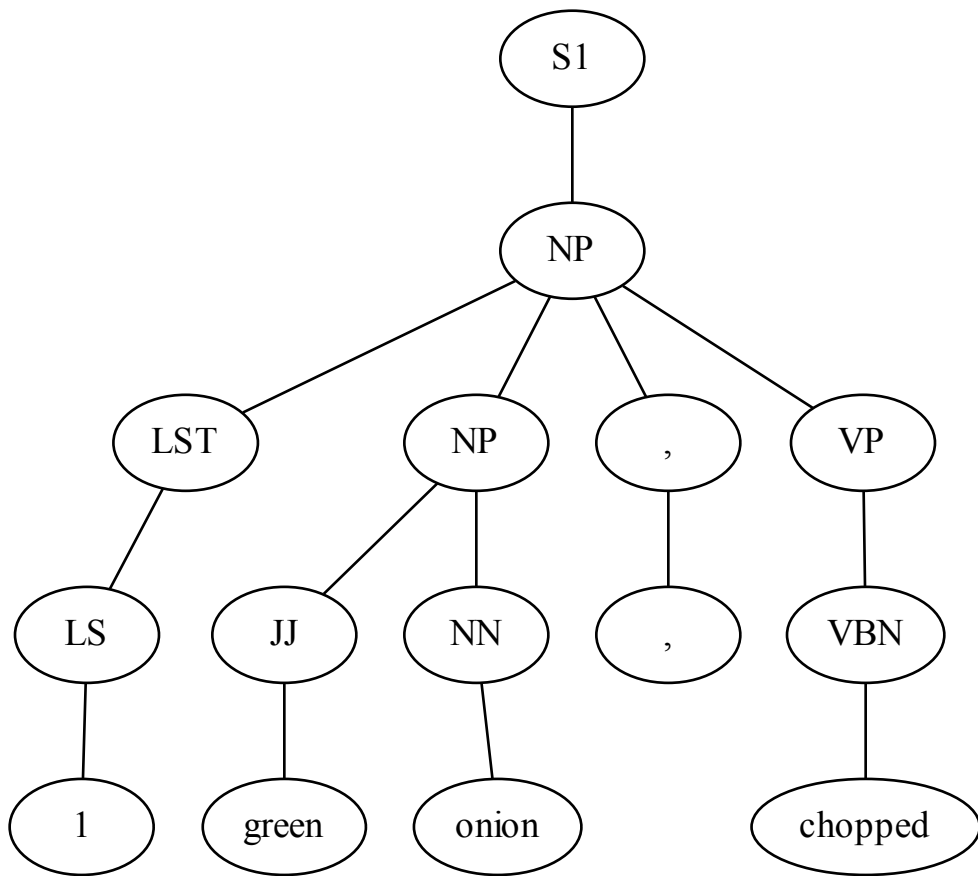 S1
NP
LST NP , VP
LS JJ NN , VBN
1 green onion chopped